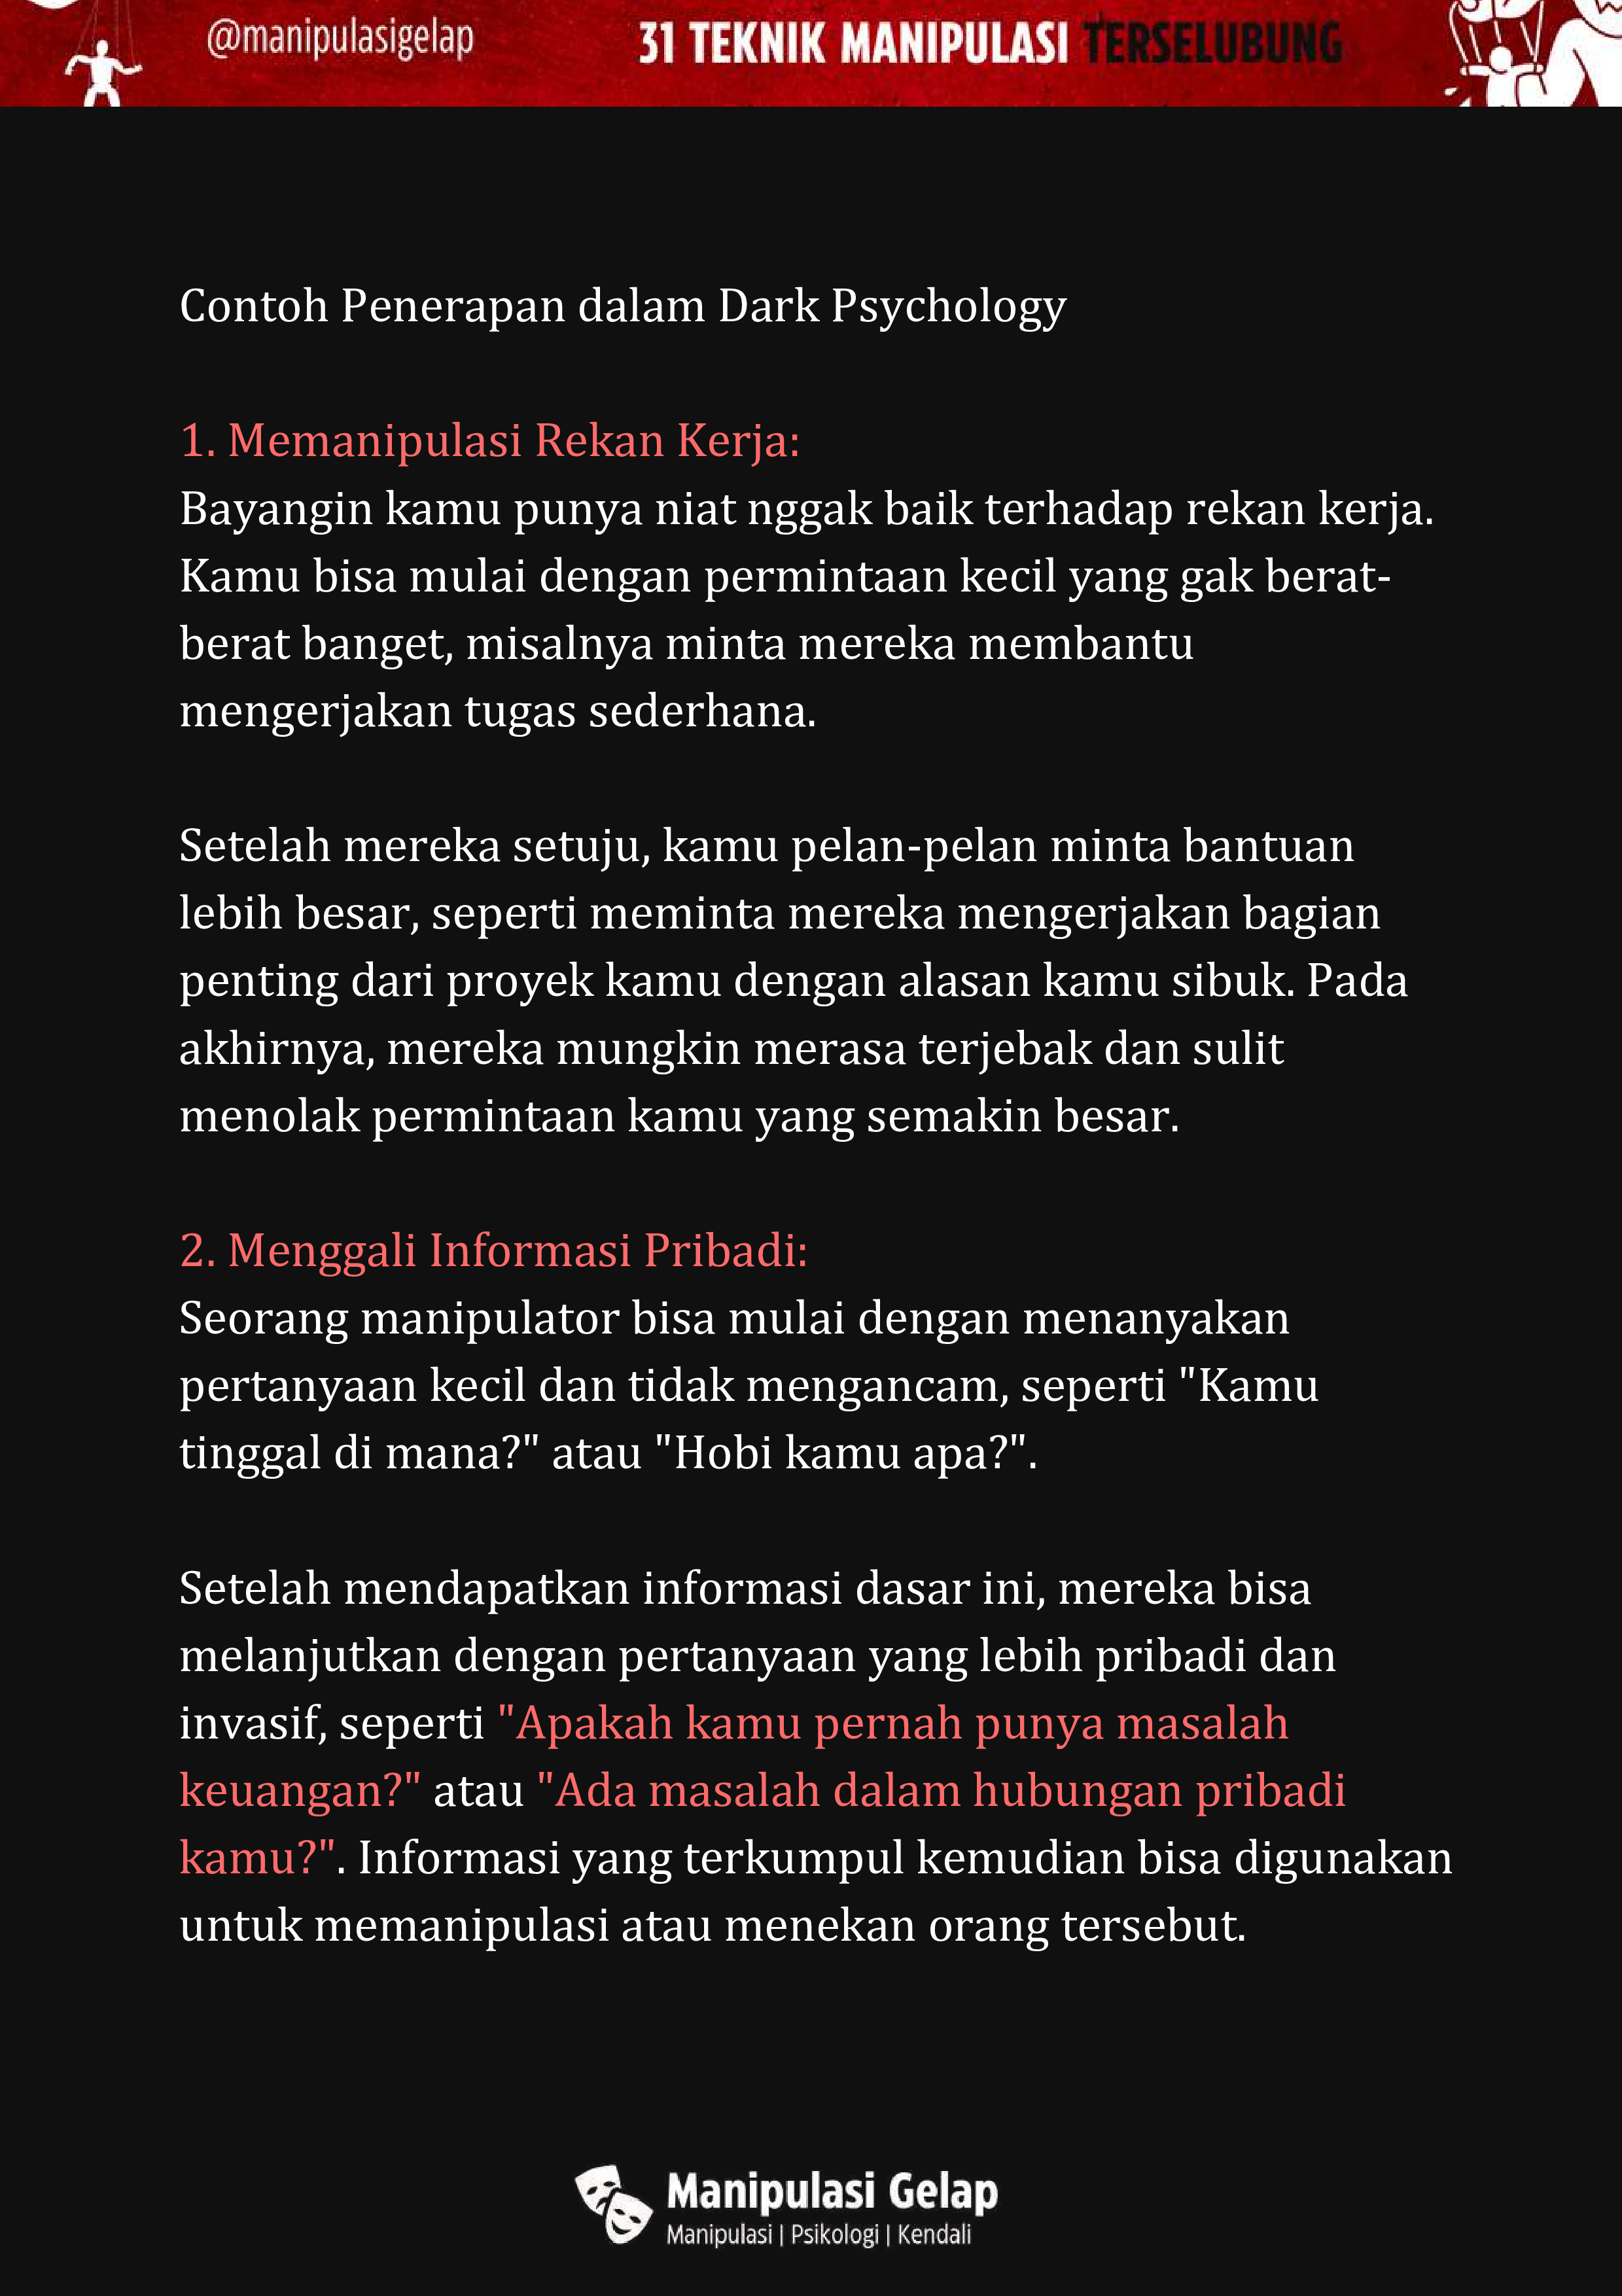 @manipulasigelap
31 TEKNIK MANIPULASI TERSELUBUNG
Contoh Penerapan dalam Dark Psychology
1. Memanipulasi Rekan Kerja:
Bayangin kamu punya niat nggak baik terhadap rekan kerja.
Kamu bisa mulai dengan permintaan kecil yang gak berat-
berat banget, misalnya minta mereka membantu
mengerjakan tugas sederhana.
Setelah mereka setuju, kamu pelan-pelan minta bantuan
lebih besar, seperti meminta mereka mengerjakan bagian
penting dari proyek kamu dengan alasan kamu sibuk. Pada
akhirnya, mereka mungkin merasa terjebak dan sulit
menolak permintaan kamu yang semakin besar.
2. Menggali Informasi Pribadi:
Seorang manipulator bisa mulai dengan menanyakan
pertanyaan kecil dan tidak mengancam, seperti "Kamu
tinggal di mana?" atau "Hobi kamu apa?".
Setelah mendapatkan informasi dasar ini, mereka bisa
melanjutkan dengan pertanyaan yang lebih pribadi dan
invasif, seperti "Apakah kamu pernah punya masalah
keuangan?" atau "Ada masalah dalam hubungan pribadi
kamu?". Informasi yang terkumpul kemudian bisa digunakan
untuk memanipulasi atau menekan orang tersebut.
Manipulasi Gelap
Manipulasi | Psikologi | Kendali